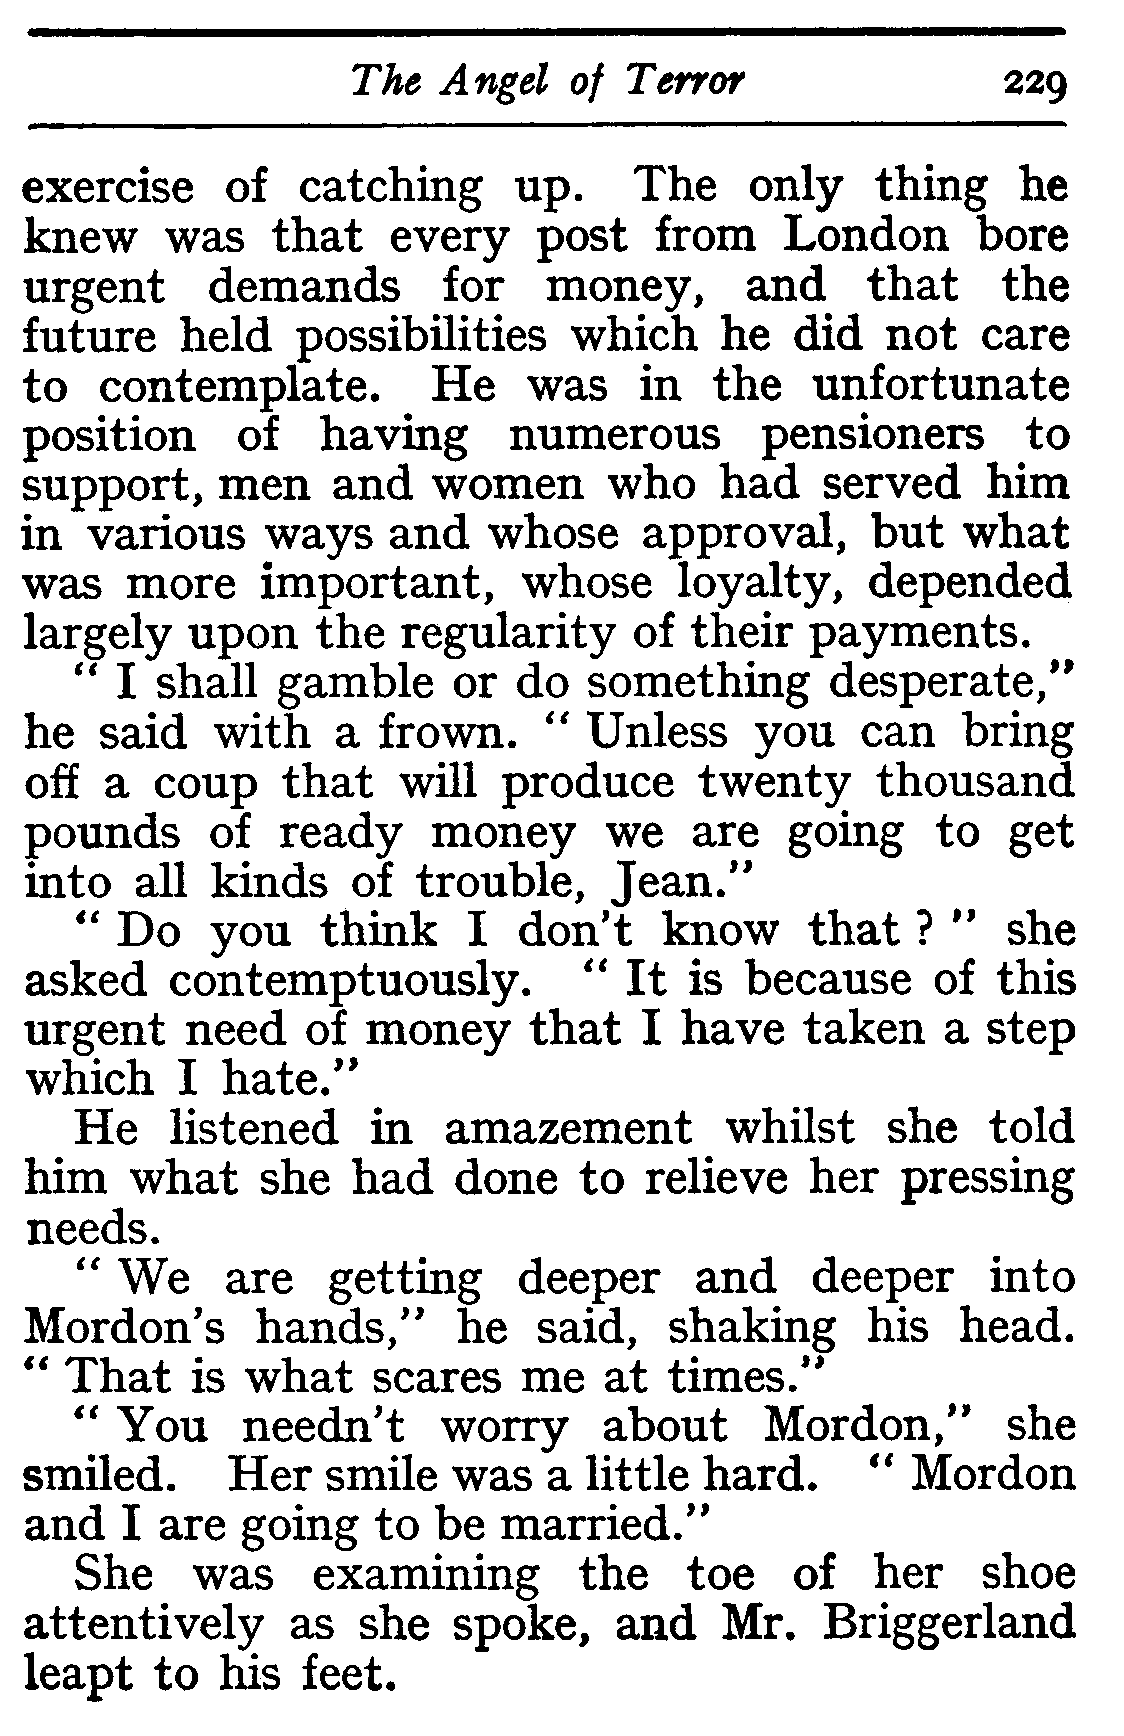 The Angel of Terror 229
exercise of catching up. The only thing he
knew was that every post from London bore
urgent demands for money, and that the
future held possibilities which he did not care
to contemplate. He was in the unfortunate
position of having numerous pensioners to
support, men and women who had served him
in various ways and whose approval, but what
was more important, whose loyalty, depended
largely upon the regularity of their payments.
“ I shall gamble or do something desperate,”
he said with a frown. “ Unless you can bring
off a coup that will produce twenty thousand
pounds of ready money we are going to get
into all kinds of trouble, Jean.”
“ Do you think I don’t know that ? ” she
asked contemptuously. “ It is because of this
urgent need of money that I have taken a step
which I hate.”
He listened in amazement whilst she told
him what she had done to relieve her pressing
needs.
“ We are getting deeper and deeper into
Mordon’s hands,” he said, shaking his head.
“ That is what scares me at times.”
“ You needn’t worry about Mordon,” she
smiled. Her smile was a little hard. “ Mordon
and I are going to be married.”
She was examining the toe of her shoe
attentively as she spoke, and Mr. Briggerland
leapt to his feet.